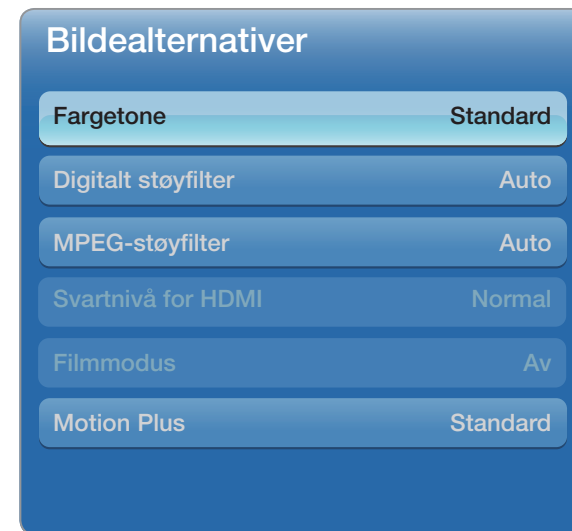 Bildealternativer
Fargetone Standard
Digitalt støyfilter Auto
MPEG-støyfilter Auto
Svartnivå for HDMI Normal
Filmmodus Av
Motion Plus Standard